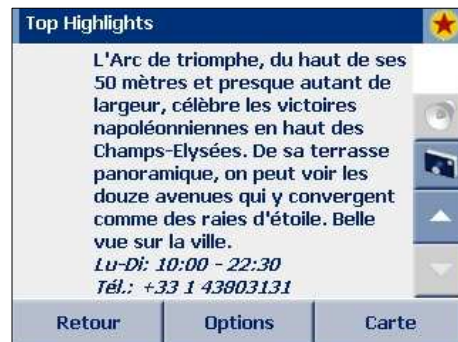 Top Highlights
L'Arc de triomphe, du haut de ses
50 mètres et presque autant de
largeur, célèbre les victoires
napoléonniennes en haut des
Champs-Elysées. De sa terrasse
panoramique, on peut voir les
douze avenues qui y convergent
comme des raies d'étoile. Belle
vue sur la ville.
Lu-Di: 10:00 - 22:30
Tél.: +33 1 43803131
Retour Options Carte